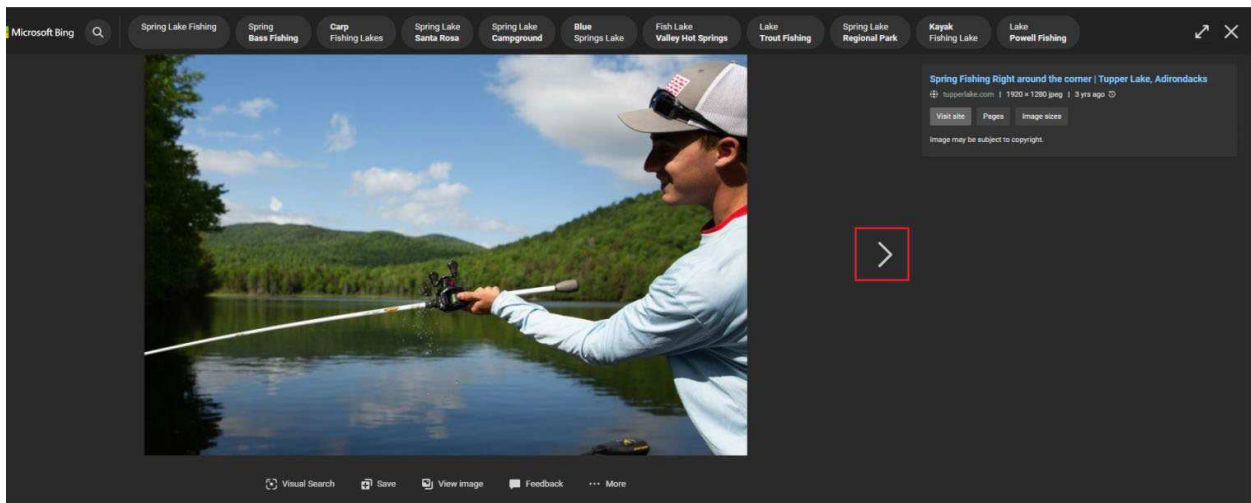 Microsoft Bing
Spring Lake Fishing
Spring
Bass Fishing
Carp
Fishing Lakes
Spring Lake
Santa Rosa
Spring Lake
Campground
Blue
Springs Lake
Fish Lake
Valley Hot Springs
Lake
Trout Fishing
Spring Lake
Regional Park
Kayak
Fishing Lake
Lake
Powell Fishing
Spring Fishing Right around the corner | Tupper Lake, Adirondacks
tupperlake.com | 1920 × 1280 jpeg | 3 yrs ago
Visit site Pages Image sizes
Image may be subject to copyright.
Visual Search Save View image Feedback ··· More